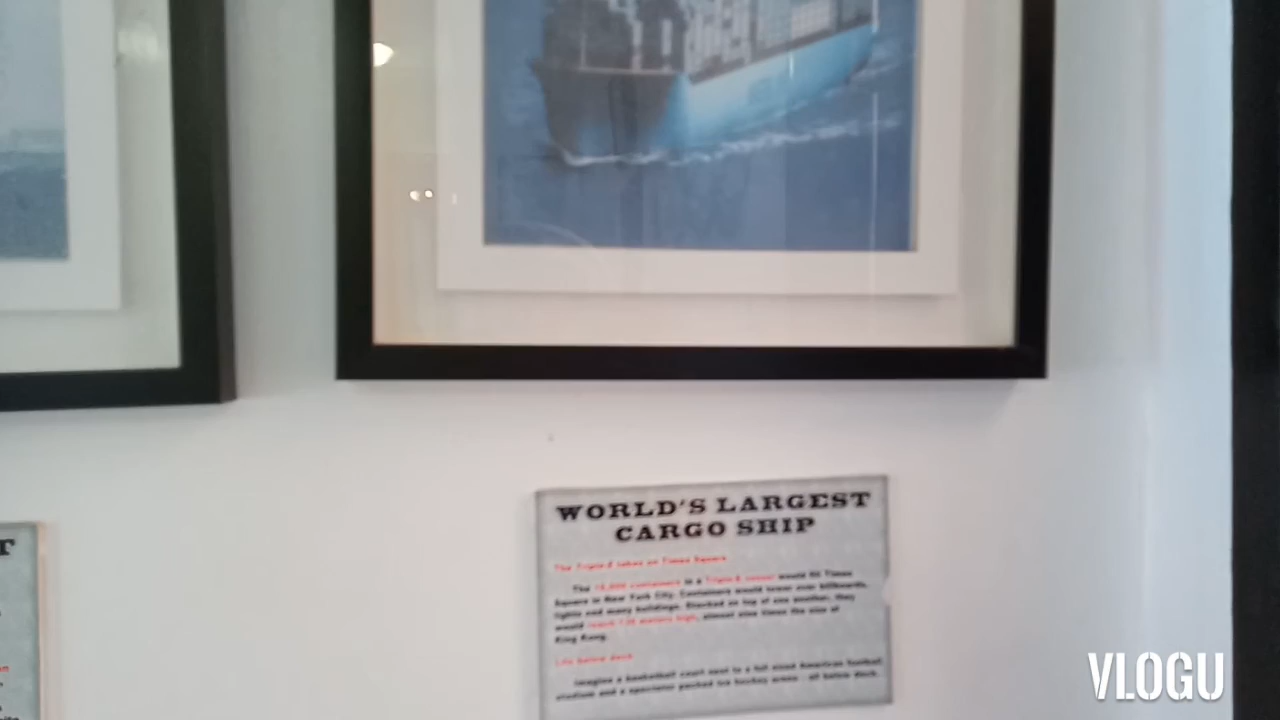 WORLD'S LARGEST
CARGO SHIP
The Triple-E takes on Times Square
The 18,000 containers in a Triple-E vessel would fill Times
Square in New York City. Containers would tower over billboards,
lights and many buildings. Stacked on top of one another, they
would reach high, almost nine times the size of
King Kong.
Life below deck
Imagine a basketball court next to a full sized American football
stadium and a spectator packed ice hockey arena - all below deck.
T
VLOGU